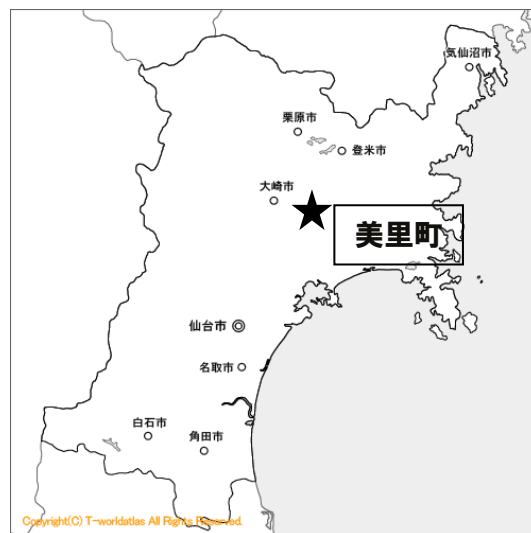 気仙沼市
栗原市
登米市
大崎市
美里町
仙台市
名取市
白石市
角田市
Copyright(C) T-worldatlas All Rights Reserved.